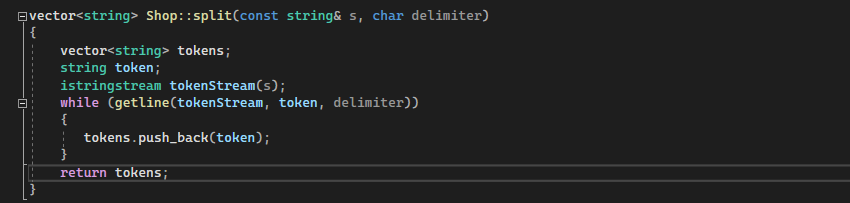 vector<string> Shop::split(const string& s, char delimiter)
{
vector<string> tokens;
string token;
istringstream tokenStream(s);
while (getline(tokenStream, token, delimiter))
{
tokens.push_back(token);
}
return tokens;
}